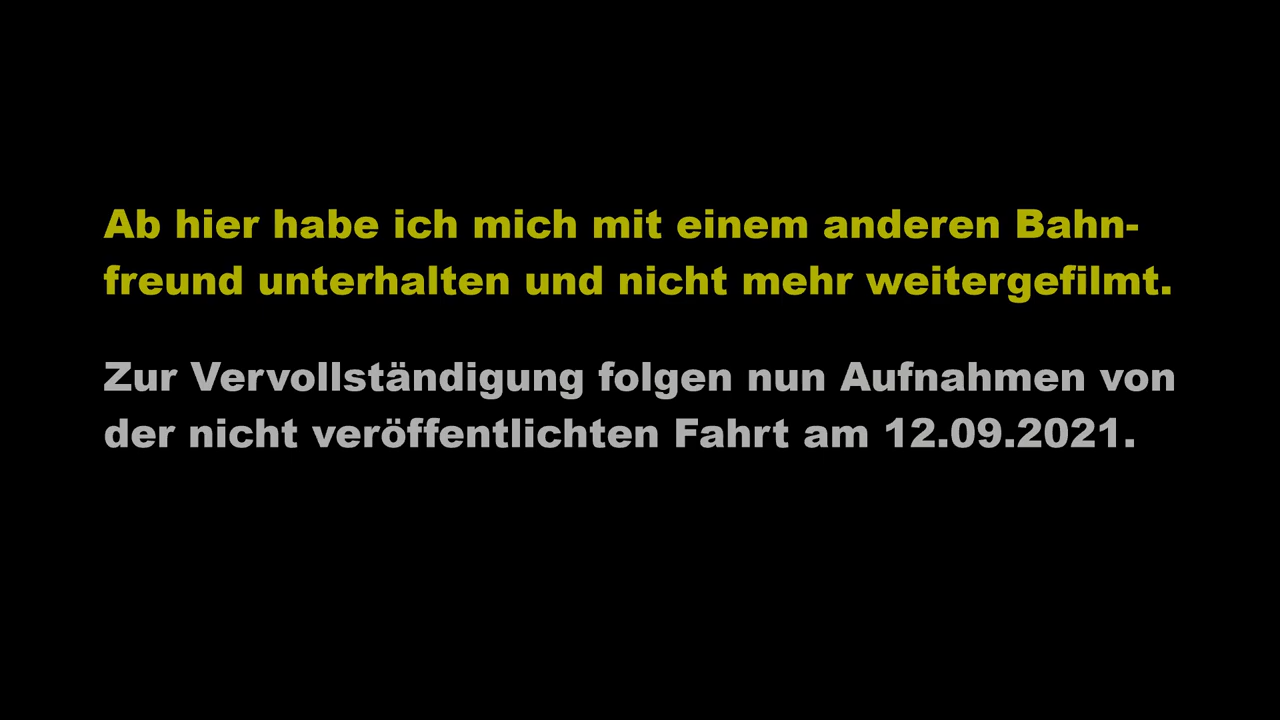 Ab hier habe ich mich mit einem anderen Bahn-
freund unterhalten und nicht mehr weitergefilmt.
Zur Vervollständigung folgen nun Aufnahmen von
der nicht veröffentlichten Fahrt am 12.09.2021.